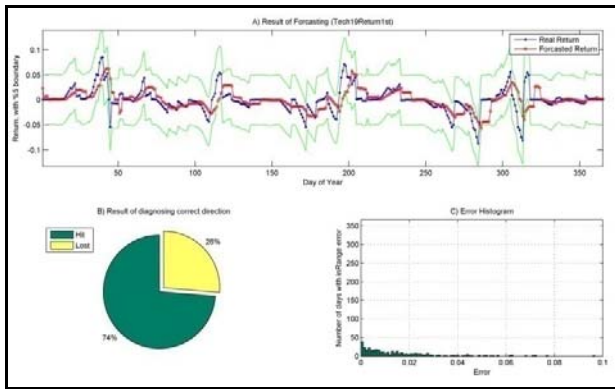 A) Result of Forcasting (Tech19Return1st)
Return, with %5 boundary
0.1
0.05
0
-0.05
-0.1
Real Return
Forcasted Return
50
100
150
200
250
300
350
Day of Year
B) Result of diagnosing correct direction
Hit
Lost
26%
74%
C) Error Histogram
Number of days with inRange error
350
300
250
200
150
100
50
0
0
0.02
0.04
0.06
0.08
0.1
Error